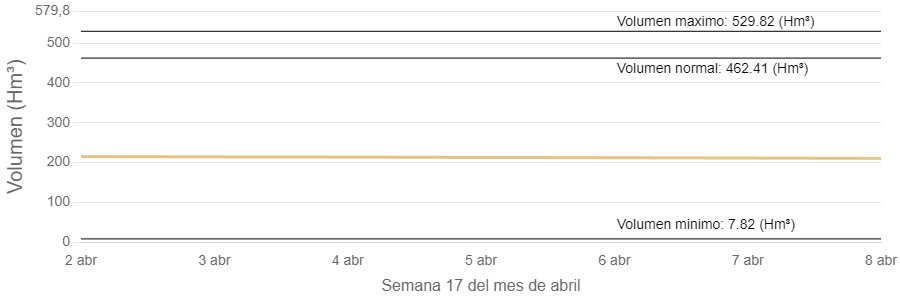 579,8
Volumen maximo: 529.82 (Hm³)
500
Volumen normal: 462.41 (Hm³)
400
300
200
100
Volumen minimo: 7.82 (Hm³)
0
Volumen (Hm³)
2 abr 3 abr 4 abr 5 abr 6 abr 7 abr 8 abr
Semana 17 del mes de abril